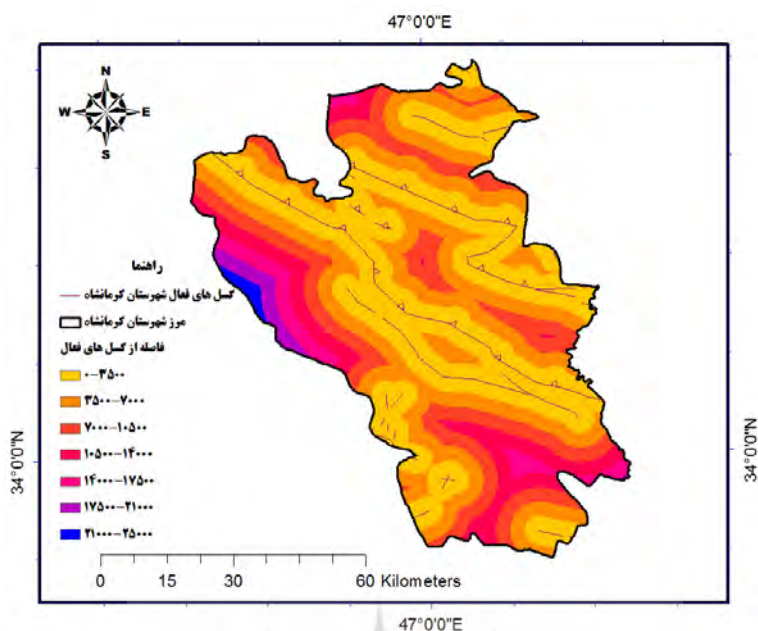 47°0'0"E
N
W E
S
34°0'0"N
34°0'0"N
راهنما
گسل های فعال شهرستان کرمانشاه
مرز شهرستان کرمانشاه
فاصله از گسل های فعال
۰-۳۵۰۰
۳۵۰۰-۷۰۰۰
۷۰۰۰-۱۰۵۰۰
۱۰۵۰۰-۱۴۰۰۰
۱۴۰۰۰-۱۷۵۰۰
۱۷۵۰۰-۲۱۰۰۰
۲۱۰۰۰-۲۵۰۰۰
0 15 30 60 Kilometers
47°0'0"E